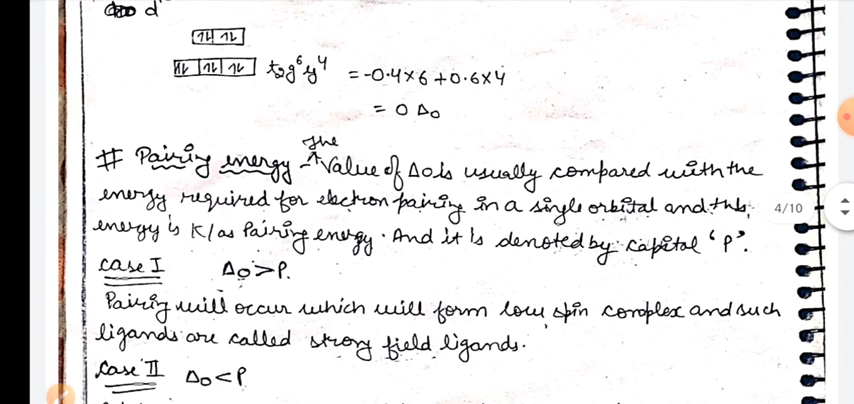 d
⥮ ⥮
⥮ ⥮ ⥮ t2g⁶ g⁴ = -0.4×6 + 0.6×4
= 0 Δo
# Pairing energy - The Value of Δo is usually compared with the
energy required for electron pairing in a single orbital and this
energy is K/as Pairing energy. And it is denoted by capital 'P'.
4/10
Case I Δo>P.
Pairing will occur which will form low spin complex and such
ligands are called strong field ligands.
Case II Δo<P